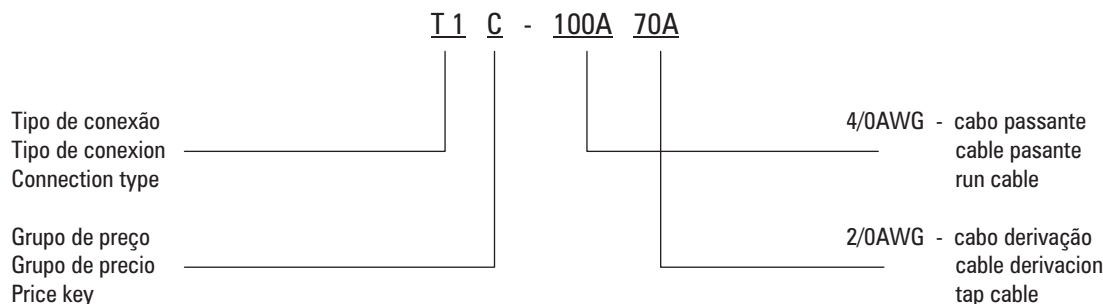 T 1 C - 100A 70A
Tipo de conexão
Tipo de conexion
Connection type
4/0AWG - cabo passante
cable pasante
run cable
Grupo de preço
Grupo de precio
Price key
2/0AWG - cabo derivação
cable derivacion
tap cable